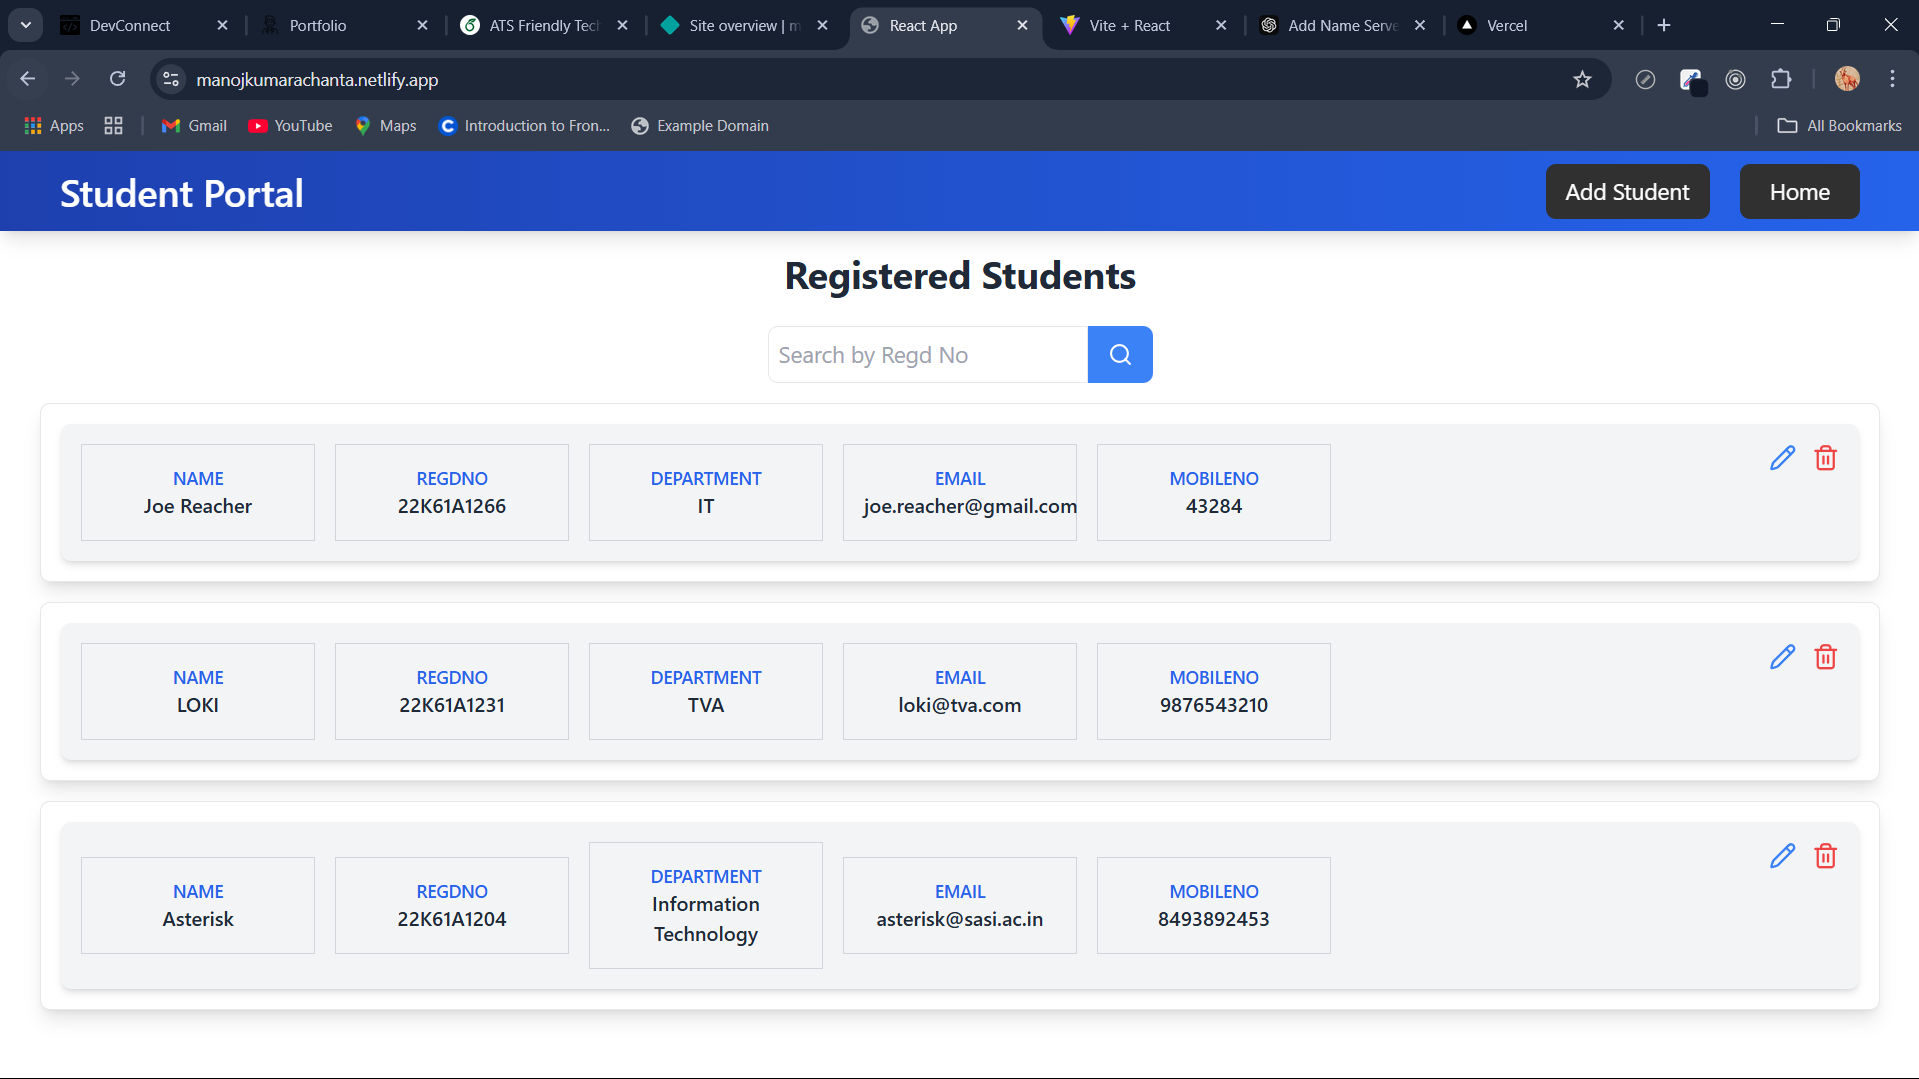 DevConnect
Portfolio
ATS Friendly Tec
Site overview | m
React App
Vite + React
Add Name Serve
Vercel
manojkumarachanta.netlify.app
Apps
Gmail
YouTube
Maps
Introduction to Fron...
Example Domain
All Bookmarks
Student Portal
Add Student
Home
Registered Students
Search by Regd No
NAME
Joe Reacher
REGDNO
22K61A1266
DEPARTMENT
IT
EMAIL
joe.reacher@gmail.com
MOBILENO
43284
NAME
LOKI
REGDNO
22K61A1231
DEPARTMENT
TVA
EMAIL
loki@tva.com
MOBILENO
9876543210
NAME
Asterisk
REGDNO
22K61A1204
DEPARTMENT
Information
Technology
EMAIL
asterisk@sasi.ac.in
MOBILENO
8493892453